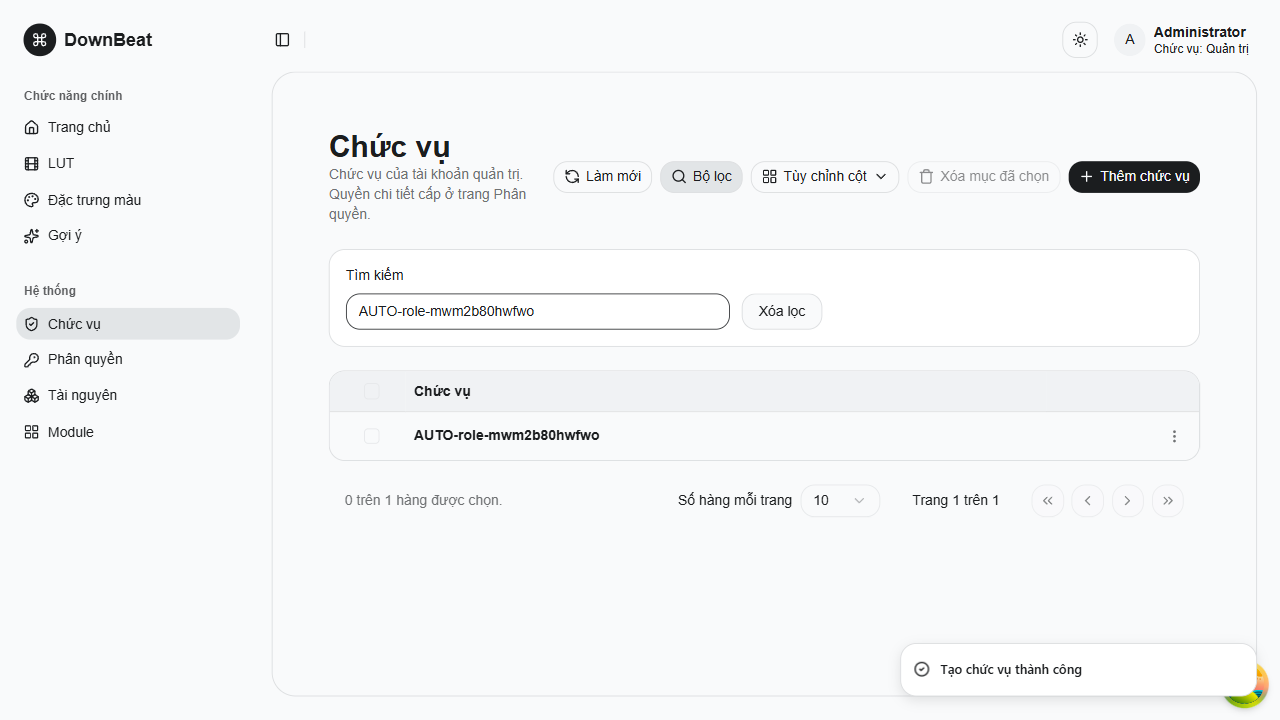 DownBeat
Administrator
A
Chức vụ: Quản trị
Chức năng chính
Trang chủ
LUT
Đặc trưng màu
Gợi ý
Hệ thống
Chức vụ
Phân quyền
Tài nguyên
Module
Chức vụ
Chức vụ của tài khoản quản trị.
Quyền chi tiết cấp ở trang Phân
quyền.
Làm mới
Bộ lọc
Tùy chỉnh cột
Xóa mục đã chọn
Thêm chức vụ
Tìm kiếm
AUTO-role-mwm2b80hwfwo
Xóa lọc
Chức vụ
AUTO-role-mwm2b80hwfwo
0 trên 1 hàng được chọn.
Số hàng mỗi trang
10
Trang 1 trên 1
Tạo chức vụ thành công